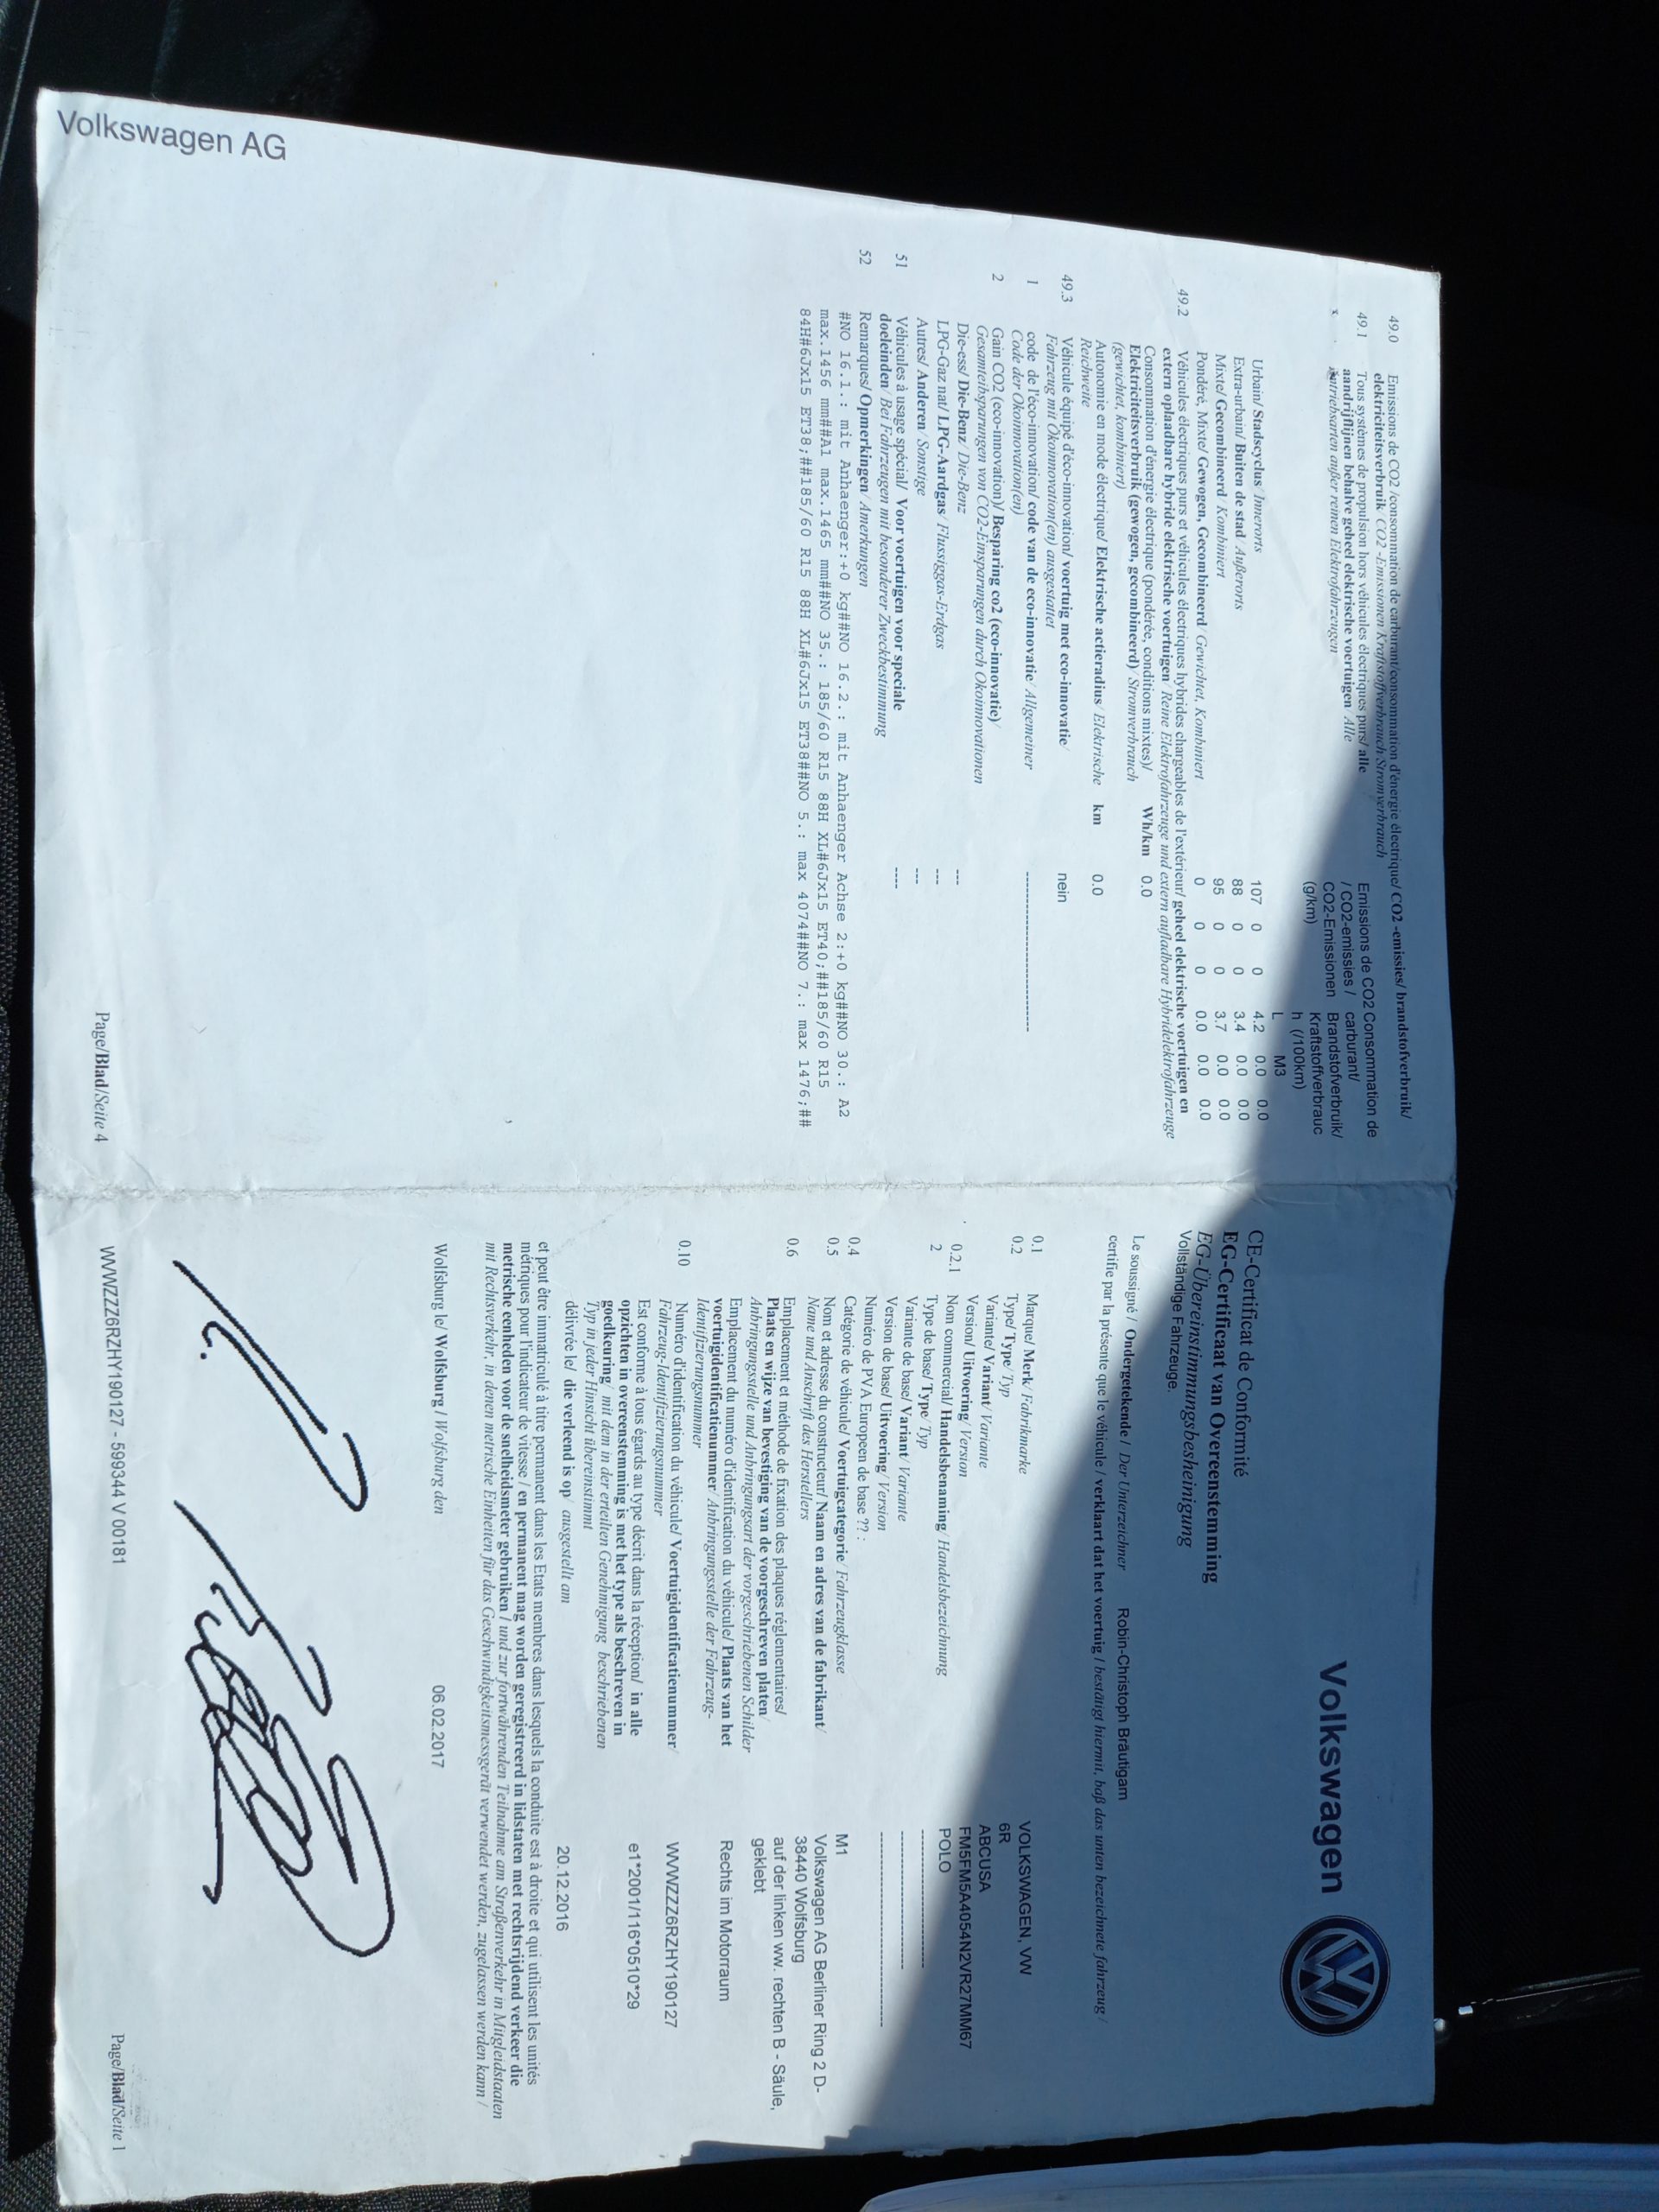 Volkswagen
CE-Certificat de Conformité
EG-Certificaat van Overeenstemming
EG-Übereinstimmungsbesheinigung
Vollständige Fahrzeuge.
Le soussigné / Ondergetekende / Der Unterzeichner Robin-Christoph Bräutigam
certifie par la présente que le véhicule / verklaart dat het voertuig / bestätigt hiermit, baß das unten bezeichnete fahrzeug /
0.1 Marque/ Merk/ Fabrikmarke VOLKSWAGEN, VW
0.2 Type/ Type/ Typ 6R
Variante/ Variant/ Variante ABCUSA
Version/ Uitvoering/ Version FM5FM5A4054N2VR27MM67
0.2.1 Nom commercial/ Handelsbenaming/ Handelsbezeichnung POLO
2 Type de base/ Type/ Typ ---
Variante de base/ Variant/ Variante ---
Version de base/ Uitvoering/ Version ---
Numéro de PVA Europeen de base ?? :
0.4 Catégorie de véhicule/ Voertuigcategorie/ Fahrzeugklasse M1
0.5 Nom et adresse du constructeur/ Naam en adres van de fabrikant/ Volkswagen AG Berliner Ring 2 D-
Name und Anschrift des Herstellers 38440 Wolfsburg
0.6 Emplacement et méthode de fixation des plaques réglementaires/ auf der linken ww. rechten B - Säule,
Plaats en wijze van bevestiging van de voorgeschreven platen/ geklebt
Anbringungsstelle und Anbringungsart der vorgeschriebenen Schilder
Emplacement du numéro d'identification du véhicule/ Plaats van het Rechts im Motorraum
voertuigidentificatienummer/ Anbringungsstelle der Fahrzeug-
Identifizierungsnummer
0.10 Numéro d'identification du véhicule/ Voertuigidentificatienummer/ WVWZZZ6RZHY190127
Fahrzeug-Identifizierungsnummer
Est conforme à tous égards au type décrit dans la réception/ in alle e1*2001/116*0510*29
opzichten in overeenstemming is met het type als beschreven in
goedkeuring/ mit dem in der erteilten Genehmigung beschriebenen
Typ in jeder Hinsicht übereinstimmt
délivrée le/ die verleend is op/ ausgestellt am 20.12.2016
et peut être immatriculé à titre permanent dans les Etats membres dans lesquels la conduite est à droite et qui utilisent les unités
métriques pour l'indicateur de vitesse / en permanent mag worden geregistreerd in lidstaten met rechtsrijdend verkeer die
metrische eenheden voor de snelheidsmeter gebruiken / und zur fortwährenden Teilnahme am Straßenverkehr in Mitgleidstaaten
mit Rechtsverkehr, in denen metrische Einheiten für das Geschwindigkeitsmessgerät verwendet werden, zugelassen werden kann /
Wolfsburg le/ Wolfsburg / Wolfsburg den 06.02.2017
WVWZZZ6RZHY190127 - 599344 V 00181 Page/Blad/Seite 1
49.0 Emissions de CO2 /consommation de carburant/consommation d'énergie électrique/ CO2 -emissies/ brandstofverbruik/
elektriciteitsverbruik/ CO2 -Emissionen Kraftstoffverbrauch/Stromverbrauch
49.1 Tous systèmes de propulsion hors véhicules électriques purs/ alle
aandrijflijnen behalve geheel elektrische voertuigen/ Alle
Antriebsarten außer reinen Elektrofahrzeugen
Emissions de CO2 Consommation de
/ CO2-emissies / carburant/
CO2-Emissionen Brandstofverbruik/
(g/km) Kraftstoffverbrauc
h (/100km)
L M3
Urbain/ Stadscyclus/ Innerorts 107 0 0 4.2 0.0 0.0
Extra-urbain/ Buiten de stad/ Außerorts 88 0 0 3.4 0.0 0.0
Mixte/ Gecombineerd/ Kombiniert 95 0 0 3.7 0.0 0.0
Pondéré, Mixte/ Gewogen, Gecombineerd/ Gewichtet, Kombiniert 0 0 0 0.0 0.0 0.0
49.2 Véhicules électriques purs et véhicules électriques hybrides chargeables de l'extérieur/ geheel elektrische voertuigen en
extern oplaadbare hybride elektrische voertuigen/ Reine Elektrofahrzeuge und extern aufladbare Hybridelektrofahrzeuge
Consommation d'énergie électrique (pondérée, conditions mixtes)/ Wh/km 0.0
Elektriciteitsverbruik (gewogen, gecombineerd)/ Stromverbrauch
(gewichtet, kombiniert)
Autonomie en mode électrique/ Elektrische actieradius/ Elektrische km 0.0
Reichweite
49.3 Véhicule équipé d'éco-innovation/ voertuig met eco-innovatie/ nein
Fahrzeug mit Ökoinnovation(en) ausgestattet
1 code de l'éco-innovation/ code van de eco-innovatie/ Allgemeiner ---
Code der Ökoinnovation(en)
2 Gain CO2 (eco-innovation)/ Besparing co2 (eco-innovatie)/
Gesamteibsparungen von CO2-Einsparungen durch Okoinnovationen
Die-ess/ Die-Benz/ Die-Benz ---
LPG-Gaz nat/ LPG-Aardgas/ Flussiggas-Erdgas ---
Autres/ Anderen/ Sonstige ---
51 Véhicules à usage spécial/ Voor voertuigen voor speciale ----
doeleinden/ Bei Fahrzengen mit besonderer Zweckbestimmung
52 Remarques/ Opmerkingen/ Amerkungen
#NO 16.1.: mit Anhaenger:+0 kg##NO 16.2.: mit Anhaenger Achse 2:+0 kg##NO 30.: A2
max.1456 mm##A1 max.1465 mm##NO 35.: 185/60 R15 88H XL#6Jx15 ET40;##185/60 R15
84H#6Jx15 ET38;##185/60 R15 88H XL#6Jx15 ET38##NO 5.: max 4074##NO 7.: max 1476;##
Volkswagen AG
Page/Blad/Seite 4